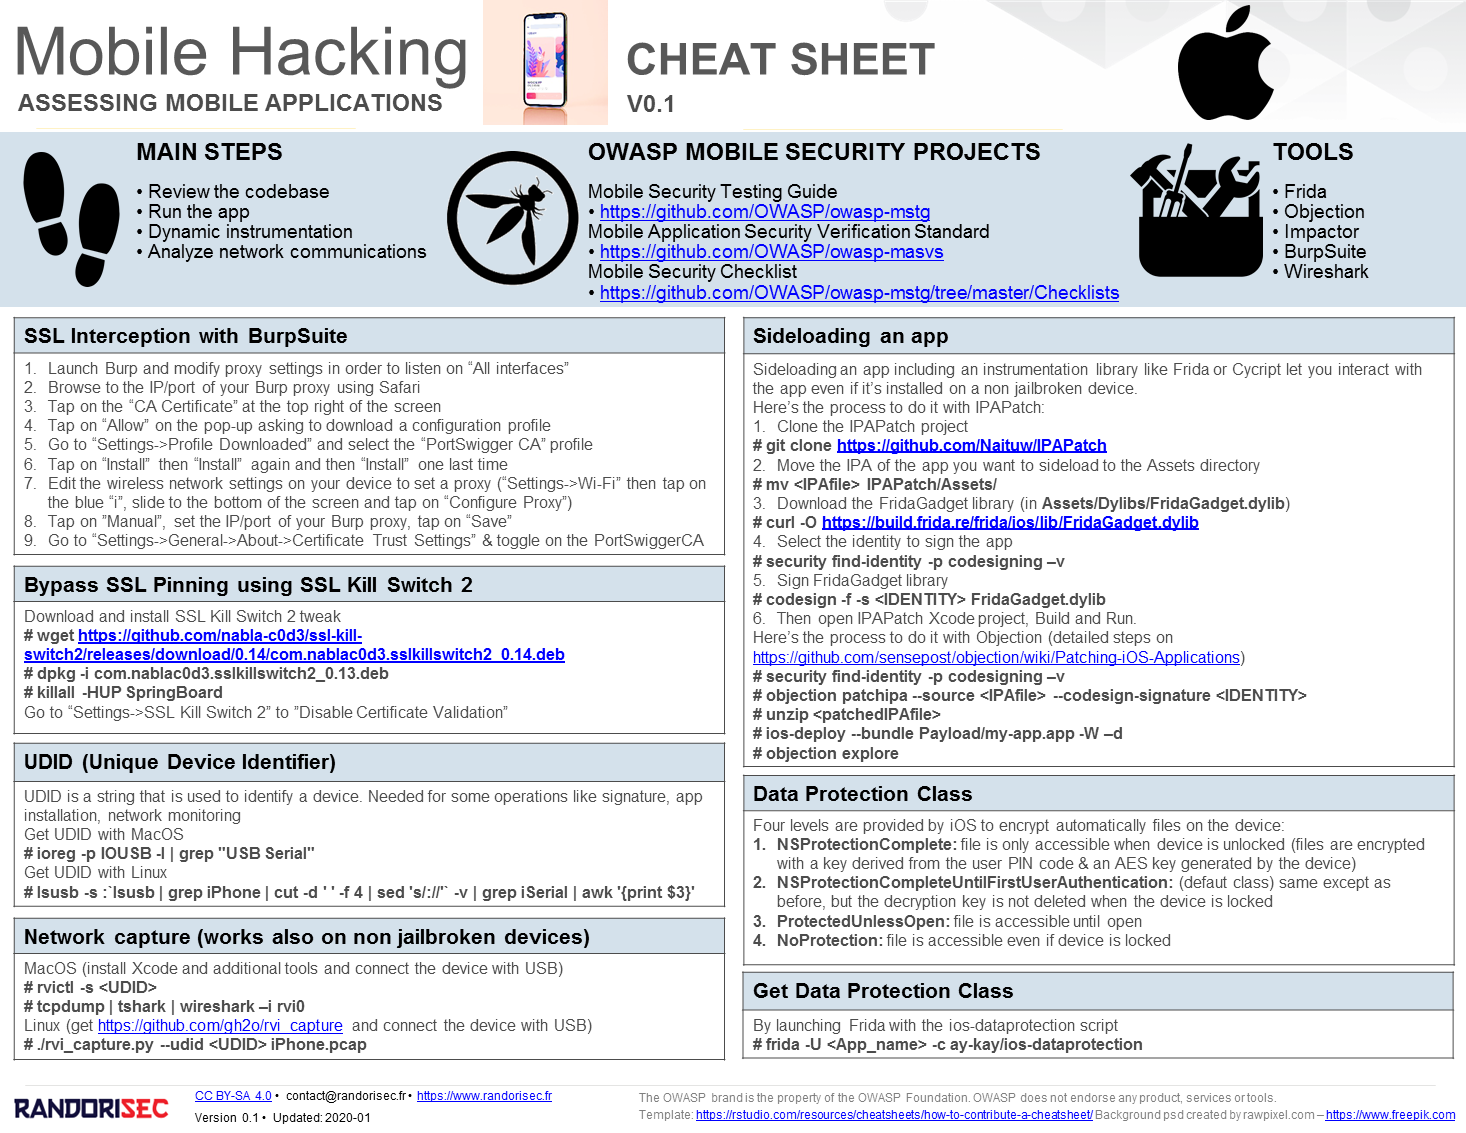 Mobile Hacking
ASSESSING MOBILE APPLICATIONS
CHEAT SHEET
V0.1
MAIN STEPS
• Review the codebase
• Run the app
• Dynamic instrumentation
• Analyze network communications
OWASP MOBILE SECURITY PROJECTS
Mobile Security Testing Guide
• https://github.com/OWASP/owasp-mstg
Mobile Application Security Verification Standard
• https://github.com/OWASP/owasp-masvs
Mobile Security Checklist
• https://github.com/OWASP/owasp-mstg/tree/master/Checklists
TOOLS
• Frida
• Objection
• Impactor
• BurpSuite
• Wireshark
SSL Interception with BurpSuite
1. Launch Burp and modify proxy settings in order to listen on “All interfaces”
2. Browse to the IP/port of your Burp proxy using Safari
3. Tap on the “CA Certificate” at the top right of the screen
4. Tap on “Allow” on the pop-up asking to download a configuration profile
5. Go to “Settings->Profile Downloaded” and select the “PortSwigger CA” profile
6. Tap on “Install” then “Install” again and then “Install” one last time
7. Edit the wireless network settings on your device to set a proxy (“Settings->Wi-Fi” then tap on
the blue “i”, slide to the bottom of the screen and tap on “Configure Proxy”)
8. Tap on ”Manual”, set the IP/port of your Burp proxy, tap on “Save”
9. Go to “Settings->General->About->Certificate Trust Settings” & toggle on the PortSwiggerCA
Bypass SSL Pinning using SSL Kill Switch 2
Download and install SSL Kill Switch 2 tweak
# wget https://github.com/nabla-c0d3/ssl-kill-
switch2/releases/download/0.14/com.nablac0d3.sslkillswitch2_0.14.deb
# dpkg -i com.nablac0d3.sslkillswitch2_0.13.deb
# killall -HUP SpringBoard
Go to “Settings->SSL Kill Switch 2” to ”Disable Certificate Validation”
UDID (Unique Device Identifier)
UDID is a string that is used to identify a device. Needed for some operations like signature, app
installation, network monitoring
Get UDID with MacOS
# ioreg -p IOUSB -l | grep "USB Serial"
Get UDID with Linux
# lsusb -s :`lsusb | grep iPhone | cut -d ' ' -f 4 | sed 's/://'` -v | grep iSerial | awk '{print $3}'
Network capture (works also on non jailbroken devices)
MacOS (install Xcode and additional tools and connect the device with USB)
# rvictl -s <UDID>
# tcpdump | tshark | wireshark –i rvi0
Linux (get https://github.com/gh2o/rvi_capture and connect the device with USB)
# ./rvi_capture.py --udid <UDID> iPhone.pcap
Sideloading an app
Sideloading an app including an instrumentation library like Frida or Cycript let you interact with
the app even if it’s installed on a non jailbroken device.
Here’s the process to do it with IPAPatch:
1. Clone the IPAPatch project
# git clone https://github.com/Naituw/IPAPatch
2. Move the IPA of the app you want to sideload to the Assets directory
# mv <IPAfile> IPAPatch/Assets/
3. Download the FridaGadget library (in Assets/Dylibs/FridaGadget.dylib)
# curl -O https://build.frida.re/frida/ios/lib/FridaGadget.dylib
4. Select the identity to sign the app
# security find-identity -p codesigning –v
5. Sign FridaGadget library
# codesign -f -s <IDENTITY> FridaGadget.dylib
6. Then open IPAPatch Xcode project, Build and Run.
Here’s the process to do it with Objection (detailed steps on
https://github.com/sensepost/objection/wiki/Patching-iOS-Applications)
# security find-identity -p codesigning –v
# objection patchipa --source <IPAfile> --codesign-signature <IDENTITY>
# unzip <patchedIPAfile>
# ios-deploy --bundle Payload/my-app.app -W –d
# objection explore
Data Protection Class
Four levels are provided by iOS to encrypt automatically files on the device:
1. NSProtectionComplete: file is only accessible when device is unlocked (files are encrypted
with a key derived from the user PIN code & an AES key generated by the device)
2. NSProtectionCompleteUntilFirstUserAuthentication: (defaut class) same except as
before, but the decryption key is not deleted when the device is locked
3. ProtectedUnlessOpen: file is accessible until open
4. NoProtection: file is accessible even if device is locked
Get Data Protection Class
By launching Frida with the ios-dataprotection script
# frida -U <App_name> -c ay-kay/ios-dataprotection
RANDORISEC
CC BY-SA 4.0 • contact@randorisec.fr • https://www.randorisec.fr
Version 0.1 • Updated: 2020-01
The OWASP brand is the property of the OWASP Foundation. OWASP does not endorse any product, services or tools.
Template: https://rstudio.com/resources/cheatsheets/how-to-contribute-a-cheatsheet/ Background psd created by rawpixel.com – https://www.freepik.com